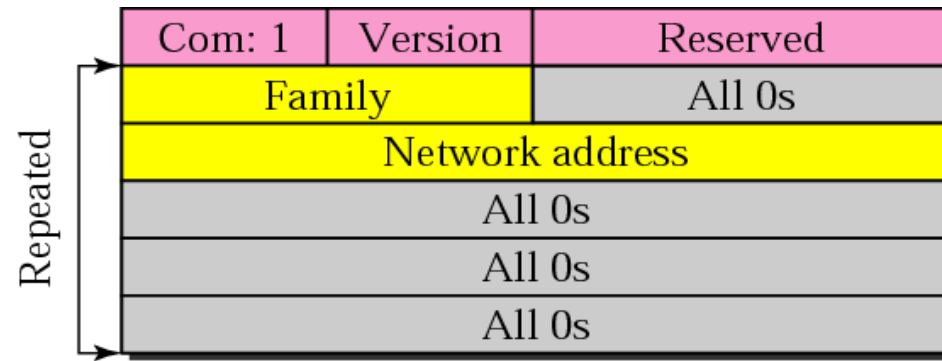 Com: 1 Version Reserved
Family All 0s
Network address
All 0s
All 0s
All 0s
Repeated